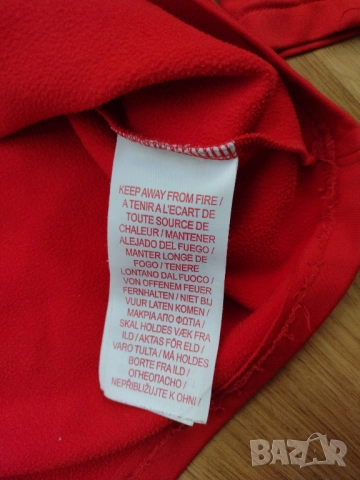 KEEP AWAY FROM FIRE /
A TENIR A L'ECART DE
TOUTE SOURCE DE
CHALEUR / MANTENER
ALEJADO DEL FUEGO /
MANTER LONGE DE
FOGO / TENERE
LONTANO DAL FUOCO /
VON OFFENEM FEUER
FERNHALTEN / NIET BIJ
VUUR LATEN KOMEN /
ΜΑΚΡΙΑ ΑΠΟ ΦΩΤΙΑ /
SKAL HOLDES VÆK FRA
ILD / AKTAS FÖR ELD /
VARO TULTA / MÅ HOLDES
BORTE FRA ILD /
ОГНЕОПАСНО /
NEPŘIBLIŽUJTE K OHNI /
BAZAR
bg